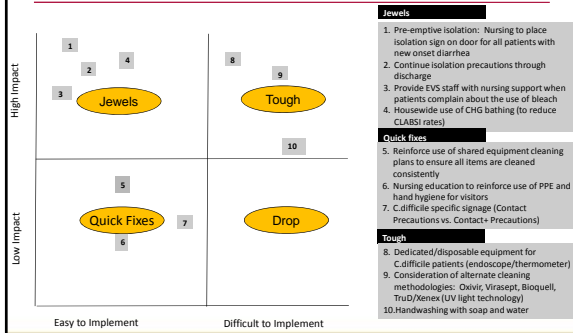 High Impact
Low Impact
1
2
3
4
Jewels
8
9
Tough
10
5
Quick Fixes
7
6
Drop
Easy to Implement
Difficult to Implement
Jewels
1. Pre-emptive isolation: Nursing to place
isolation sign on door for all patients with
new onset diarrhea
2. Continue isolation precautions through
discharge
3. Provide EVS staff with nursing support when
patients complain about the use of bleach
4. Housewide use of CHG bathing (to reduce
CLABSI rates)
Quick fixes
5. Reinforce use of shared equipment cleaning
plans to ensure all items are cleaned
consistently
6. Nursing education to reinforce use of PPE and
hand hygiene for visitors
7. C.difficile specific signage (Contact
Precautions vs. Contact+ Precautions)
Tough
8. Dedicated/disposable equipment for
C.difficile patients (endoscope/thermometer)
9. Consideration of alternate cleaning
methodologies: Oxivir, Virasept, Bioquell,
TruD/Xenex (UV light technology)
10.Handwashing with soap and water